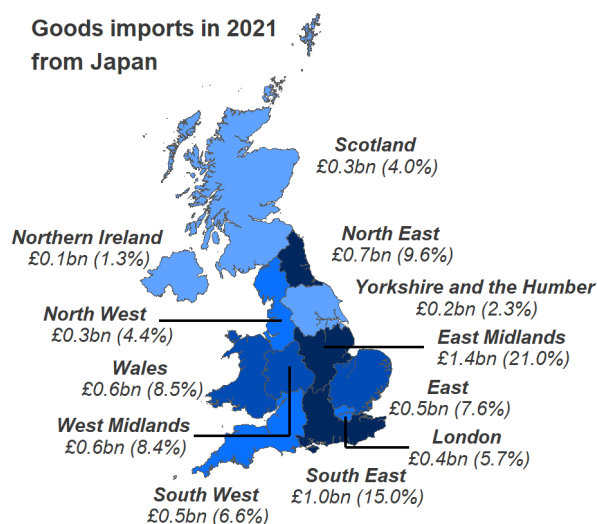 Goods imports in 2021
from Japan
Scotland
£0.3bn (4.0%)
Northern Ireland
£0.1bn (1.3%)
North East
£0.7bn (9.6%)
Yorkshire and the Humber
£0.2bn (2.3%)
North West
£0.3bn (4.4%)
East Midlands
£1.4bn (21.0%)
Wales
£0.6bn (8.5%)
East
£0.5bn (7.6%)
West Midlands
£0.6bn (8.4%)
London
£0.4bn (5.7%)
South East
£1.0bn (15.0%)
South West
£0.5bn (6.6%)